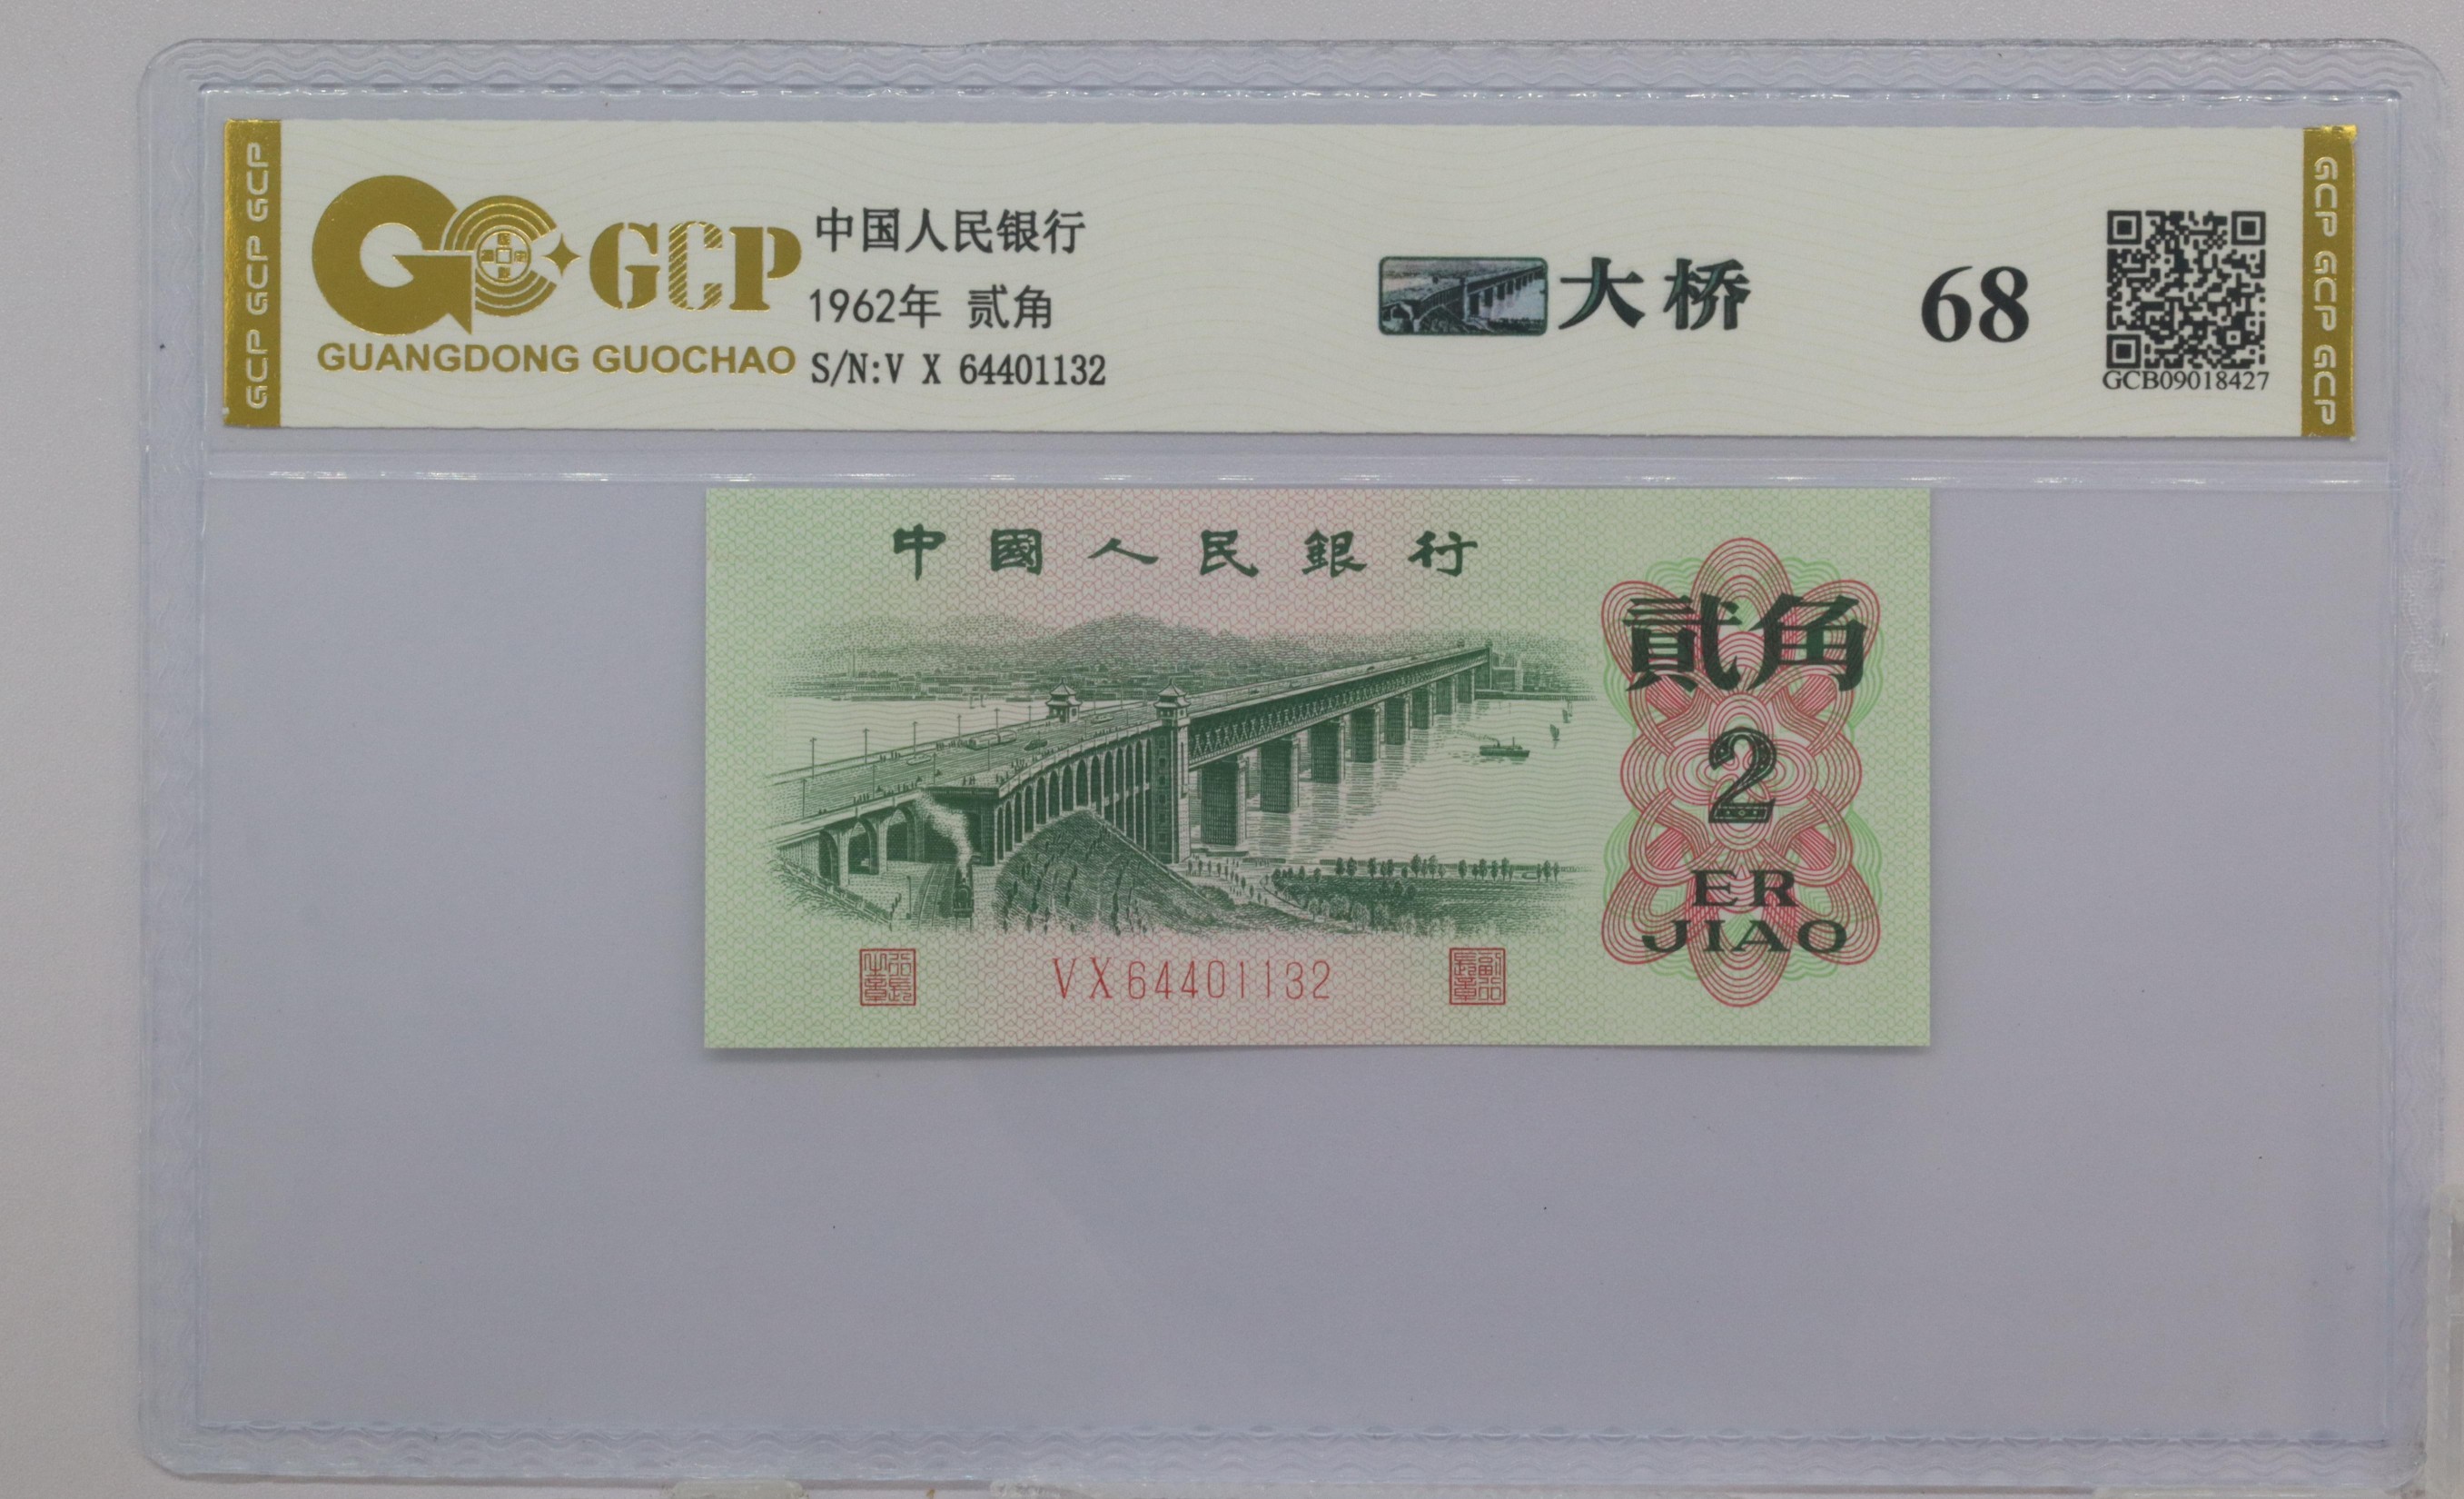 GCP GCP GCP
GCP
GUANGDONG GUOCHAO
中国人民银行
1962年 贰角
S/N:V X 64401132
大桥
68
GCB09018427
GCP GCP GCP
中國人民銀行
貳角
2
ER
JIAO
VX64401132